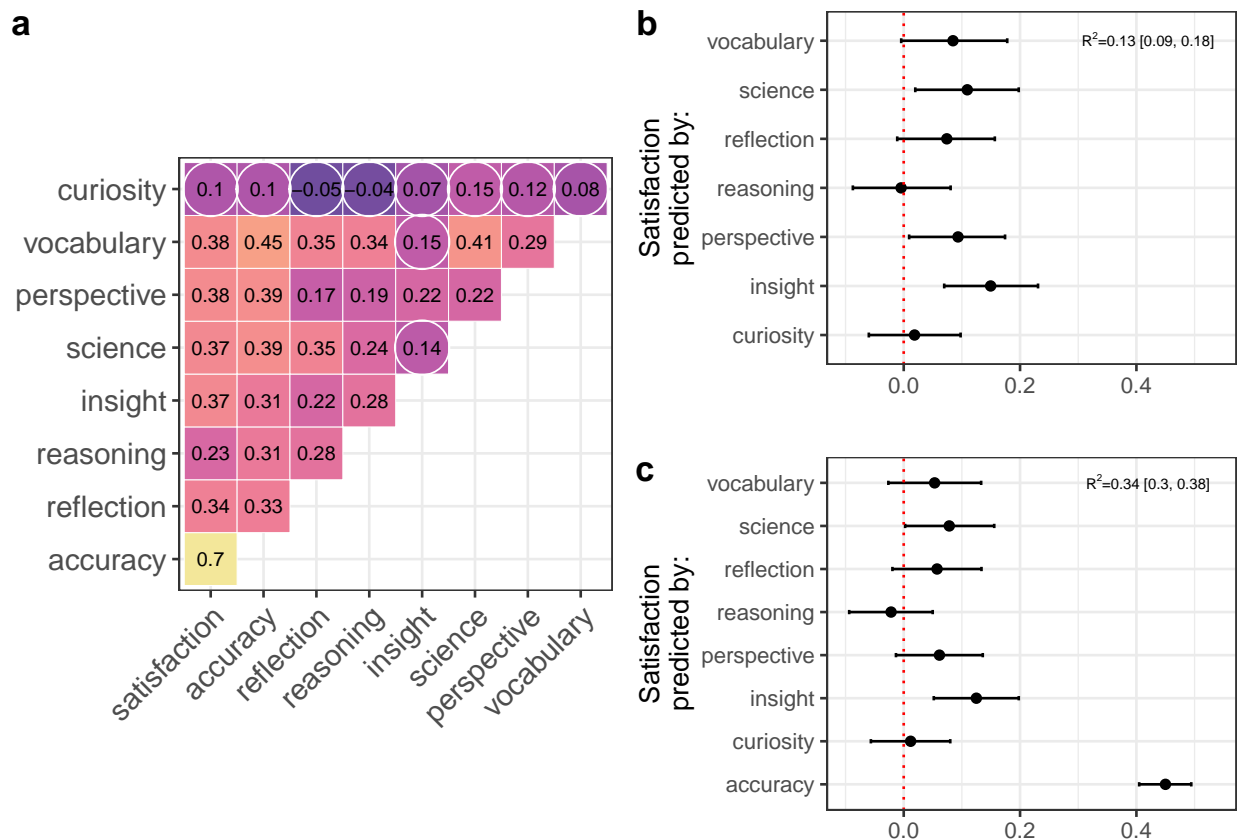 a
curiosity 0.1 0.1 −0.05 −0.04 0.07 0.15 0.12 0.08
vocabulary 0.38 0.45 0.35 0.34 0.15 0.41 0.29
perspective 0.38 0.39 0.17 0.19 0.22 0.22
science 0.37 0.39 0.35 0.24 0.14
insight 0.37 0.31 0.22 0.28
reasoning 0.23 0.31 0.28
reflection 0.34 0.33
accuracy 0.7
satisfaction
accuracy
reflection
reasoning
insight
science
perspective
vocabulary
b
Satisfaction
predicted by:
vocabulary
science
reflection
reasoning
perspective
insight
curiosity
R²=0.13 [0.09, 0.18]
0.0 0.2 0.4
c
Satisfaction
predicted by:
vocabulary
science
reflection
reasoning
perspective
insight
curiosity
accuracy
R²=0.34 [0.3, 0.38]
0.0 0.2 0.4